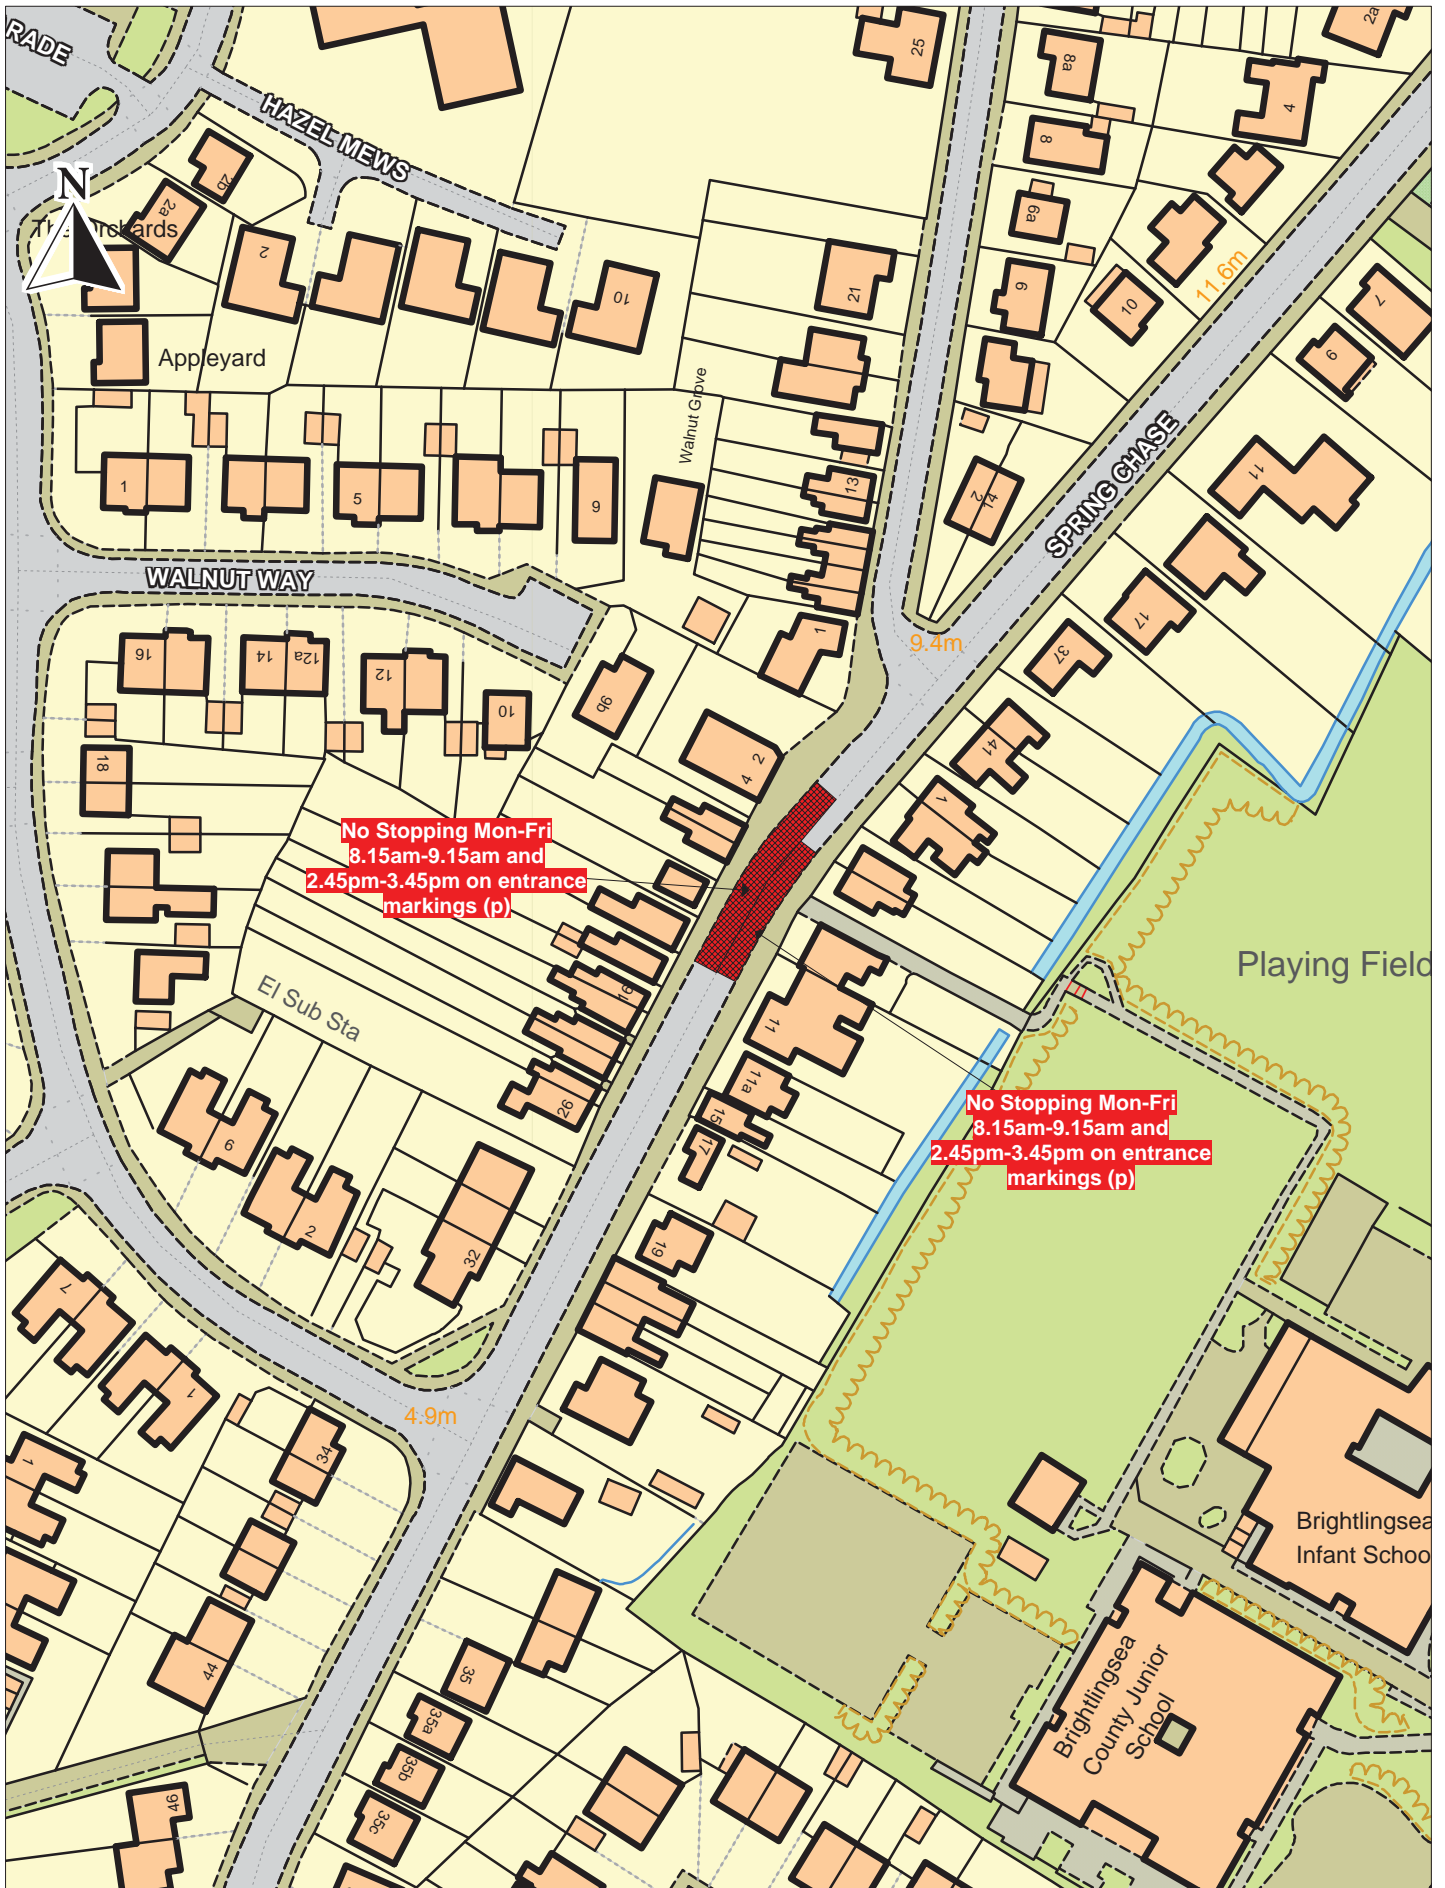 RADE
25
8a
2a
4
HAZEL MEWS
8
2b
N
2a
6a
The Orchards
2
21
10
6
11.6m
10
7
9
Appleyard
Walnut Grove
SPRING CHASE
1
5
9
13
2
14
11
WALNUT WAY
1
17
9.4m
37
16
14
12a
12
10
9b
41
18
2
4
1
No Stopping Mon-Fri
8.15am-9.15am and
2.45pm-3.45pm on entrance
markings (p)
Playing Field
El Sub Sta
16
11
11a
26
15
17
No Stopping Mon-Fri
8.15am-9.15am and
2.45pm-3.45pm on entrance
markings (p)
9
2
32
19
7
1
4.9m
34
1
Brightlingsea
Infant Schoo
44
35
35a
35b
35c
46
Brightlingsea
County Junior
School